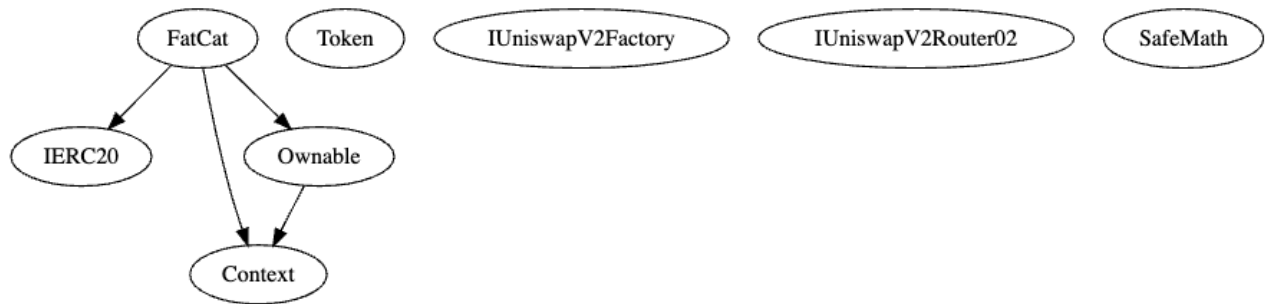 FatCat
Token
IUniswapV2Factory
IUniswapV2Router02
SafeMath
IERC20
Ownable
Context